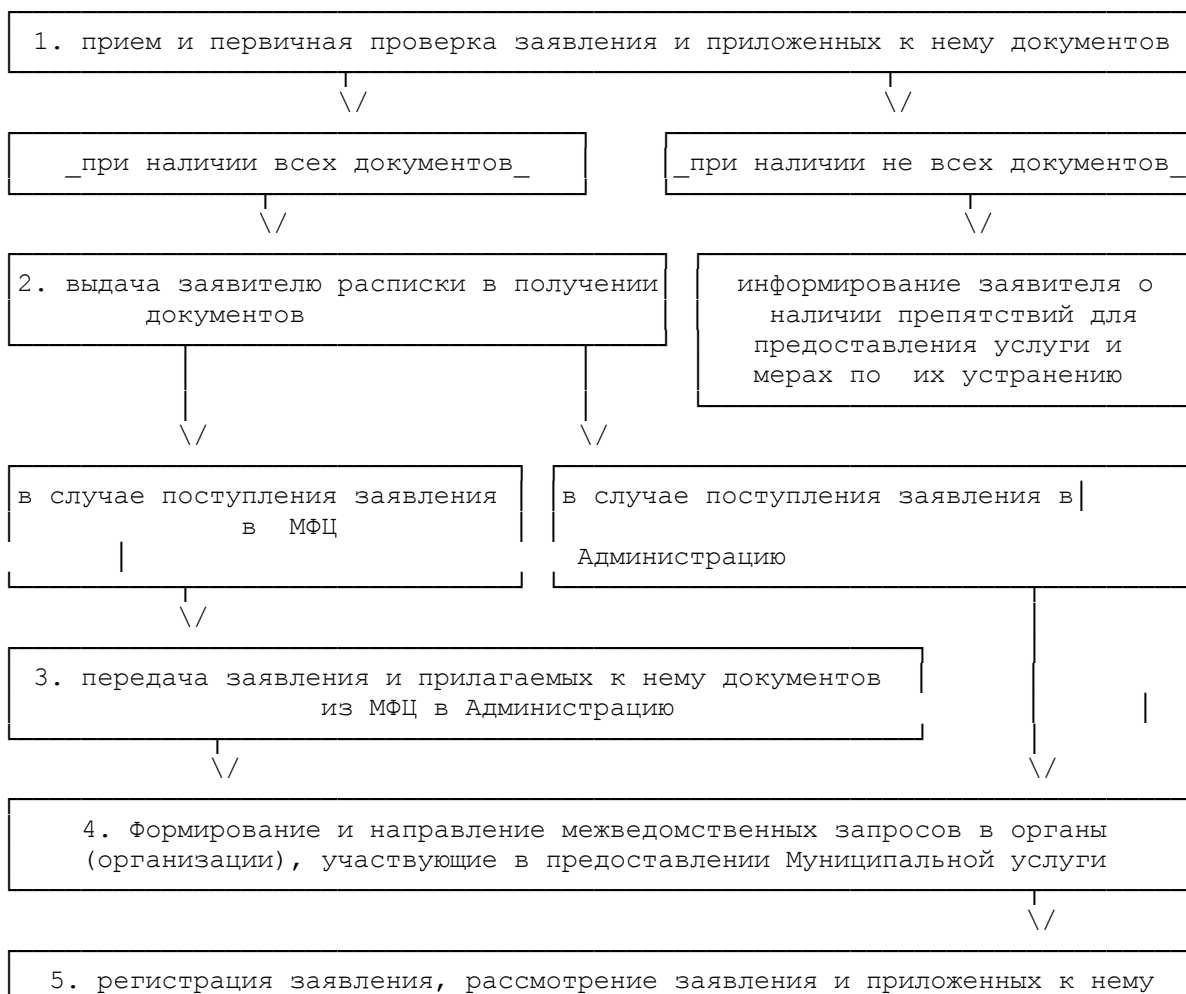 1. прием и первичная проверка заявления и приложенных к нему документов
_при наличии всех документов_
_при наличии не всех документов_
2. выдача заявителю расписки в получении
документов
информирование заявителя о
наличии препятствий для
предоставления услуги и
мерах по их устранению
в случае поступления заявления
в МФЦ
в случае поступления заявления в
Администрацию
3. передача заявления и прилагаемых к нему документов
из МФЦ в Администрацию
4. Формирование и направление межведомственных запросов в органы
(организации), участвующие в предоставлении Муниципальной услуги
5. регистрация заявления, рассмотрение заявления и приложенных к нему